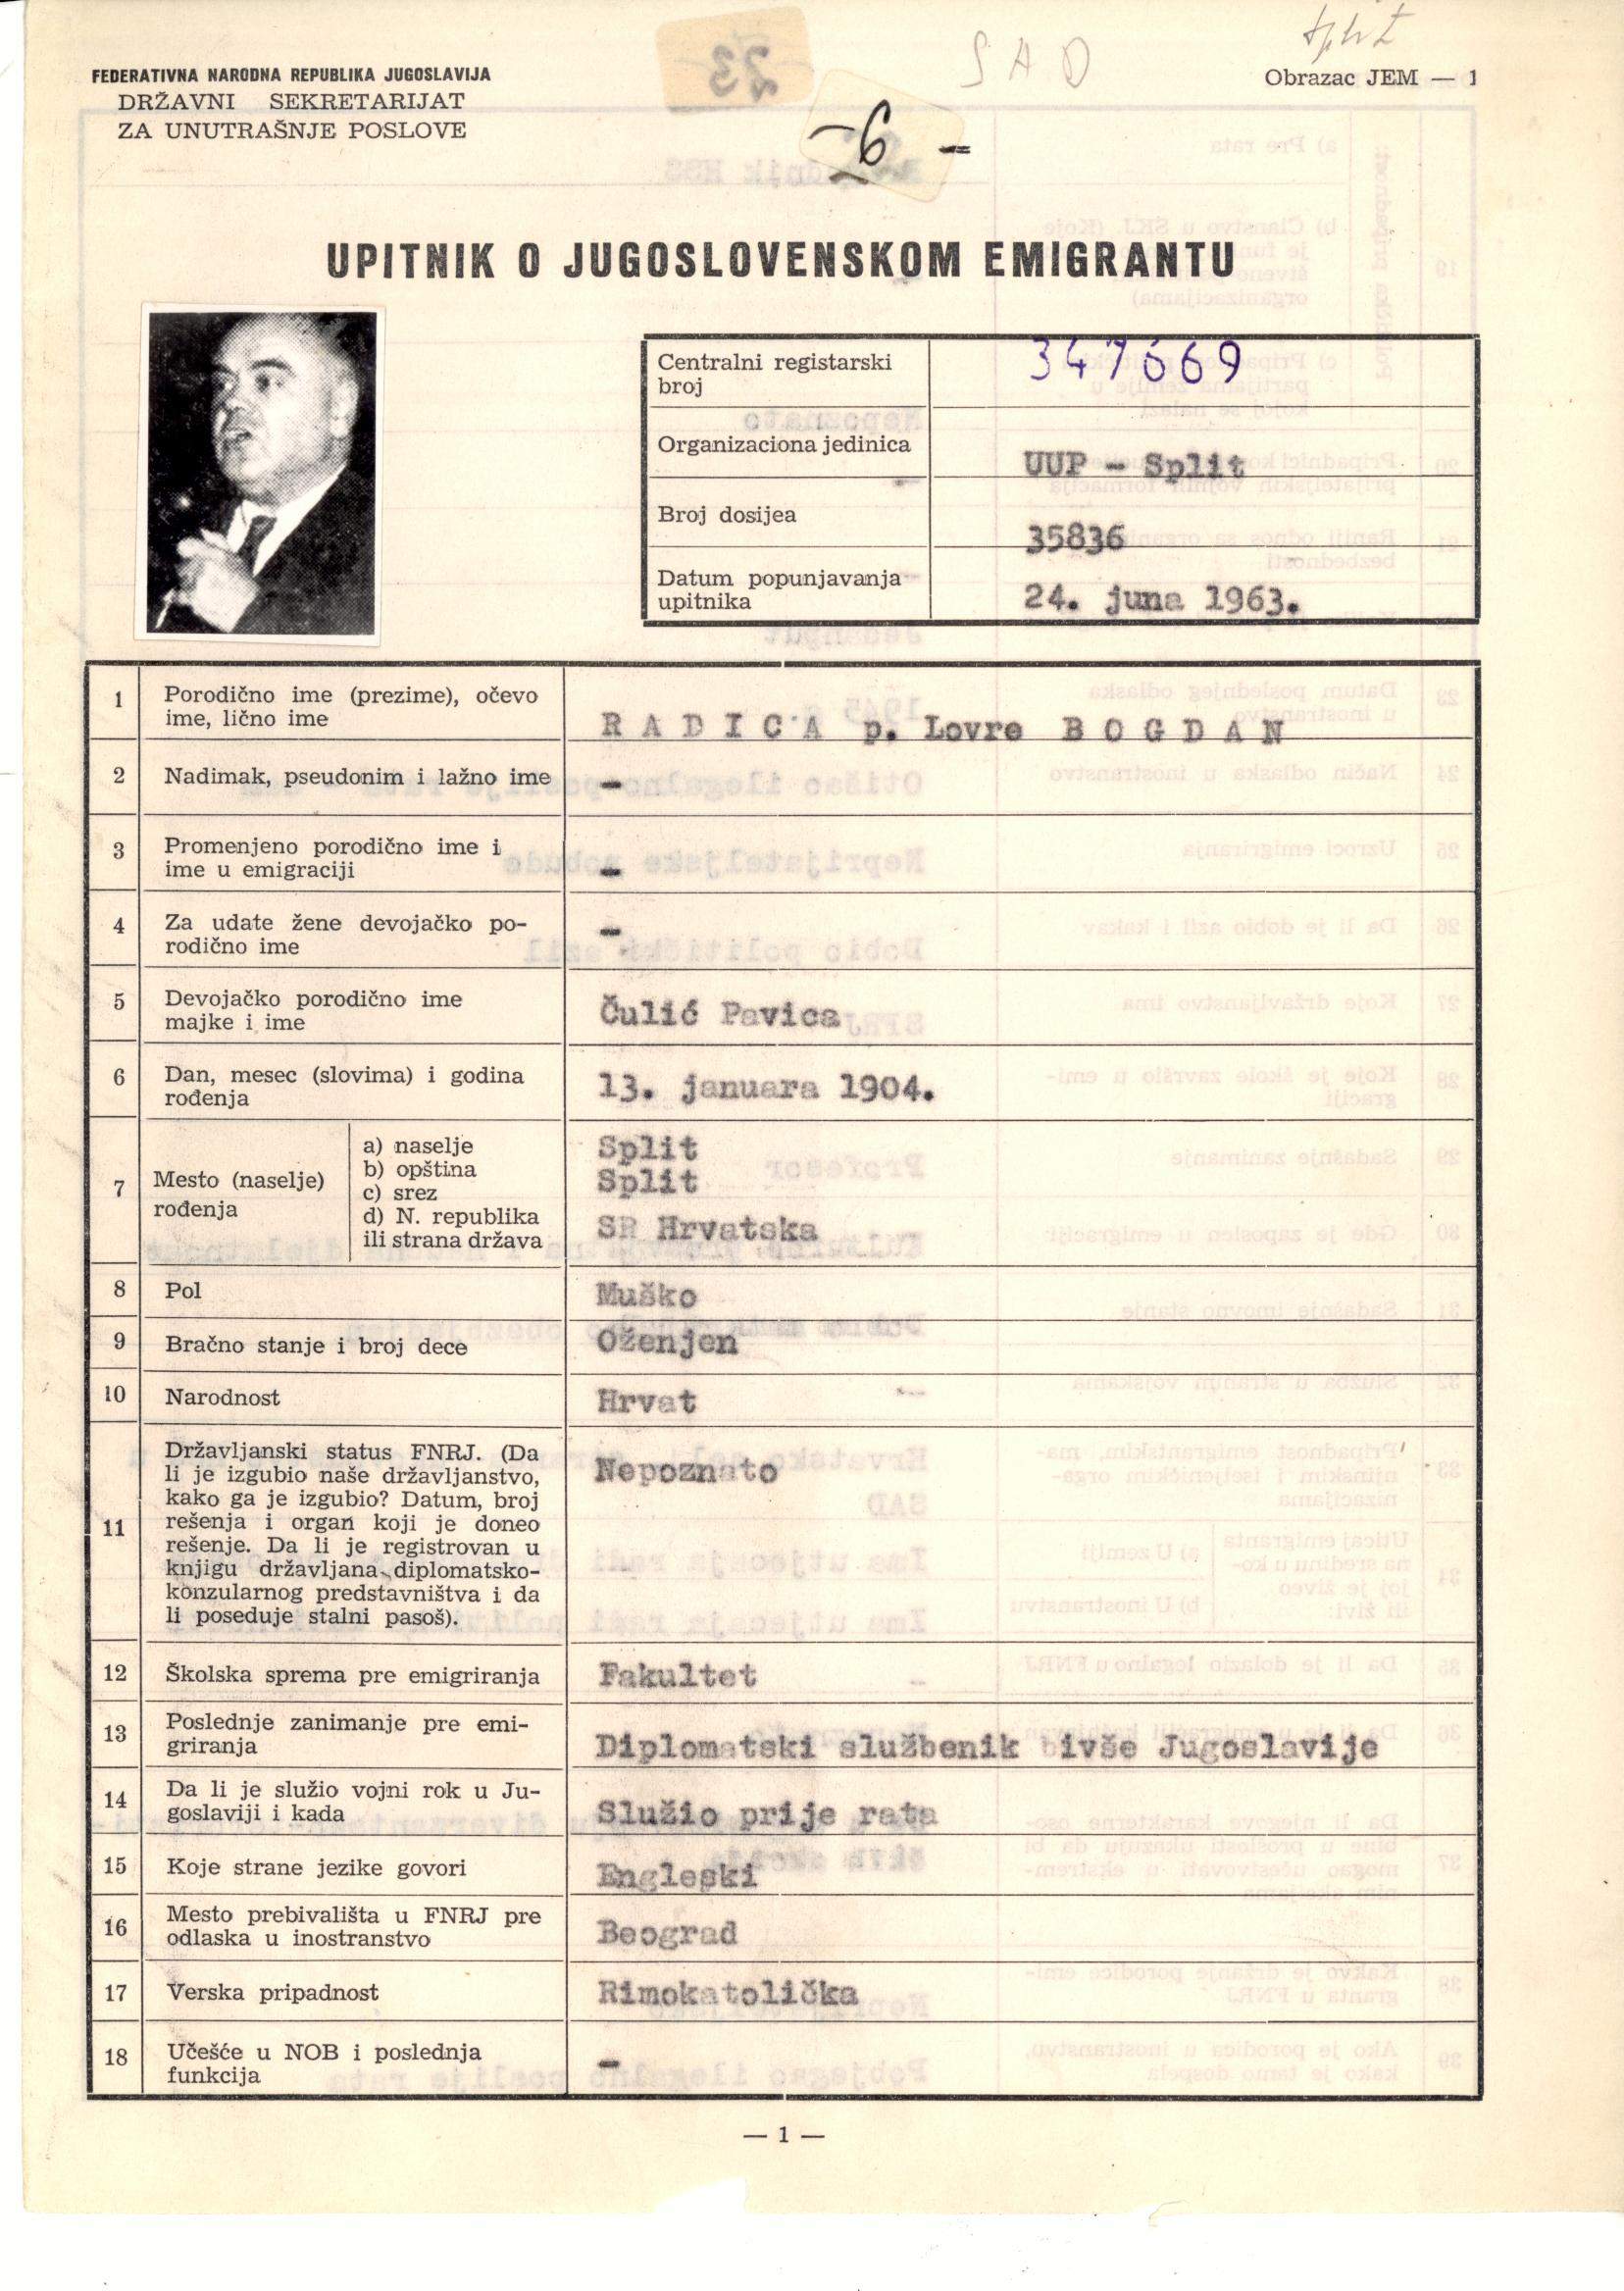 Split
SAD
FEDERATIVNA NARODNA REPUBLIKA JUGOSLAVIJA
DRŽAVNI SEKRETARIJAT
ZA UNUTRAŠNJE POSLOVE
Obrazac JEM — 1
-6-
UPITNIK O JUGOSLOVENSKOM EMIGRANTU
Centralni registarski
broj
347669
Organizaciona jedinica
UUP - Split
Broj dosijea
35836
Datum popunjavanja
upitnika
24. juna 1963.
1 Porodično ime (prezime), očevo
ime, lično ime
R A D I C A p. Lovre B O G D A N
2 Nadimak, pseudonim i lažno ime -
3 Promenjeno porodično ime i
ime u emigraciji
-
4 Za udate žene devojačko po-
rodično ime
-
5 Devojačko porodično ime
majke i ime
Čulić Pavica
6 Dan, mesec (slovima) i godina
rođenja
13. januara 1904.
7 Mesto (naselje)
rođenja
a) naselje
b) opština
c) srez
d) N. republika
ili strana država
Split
Split
SR Hrvatska
8 Pol Muško
9 Bračno stanje i broj dece Oženjen
10 Narodnost Hrvat
11 Državljanski status FNRJ. (Da
li je izgubio naše državljanstvo,
kako ga je izgubio? Datum, broj
rešenja i organ koji je doneo
rešenje. Da li je registrovan u
knjigu državljana diplomatsko-
konzularnog predstavništva i da
li poseduje stalni pasoš).
Nepoznato
12 Školska sprema pre emigriranja Fakultet
13 Poslednje zanimanje pre emi-
griranja
Diplomatski službenik bivše Jugoslavije
14 Da li je služio vojni rok u Ju-
goslaviji i kada
Služio prije rata
15 Koje strane jezike govori Engleski
16 Mesto prebivališta u FNRJ pre
odlaska u inostranstvo
Beograd
17 Verska pripadnost Rimokatolička
18 Učešće u NOB i poslednja
funkcija
-
— 1 —